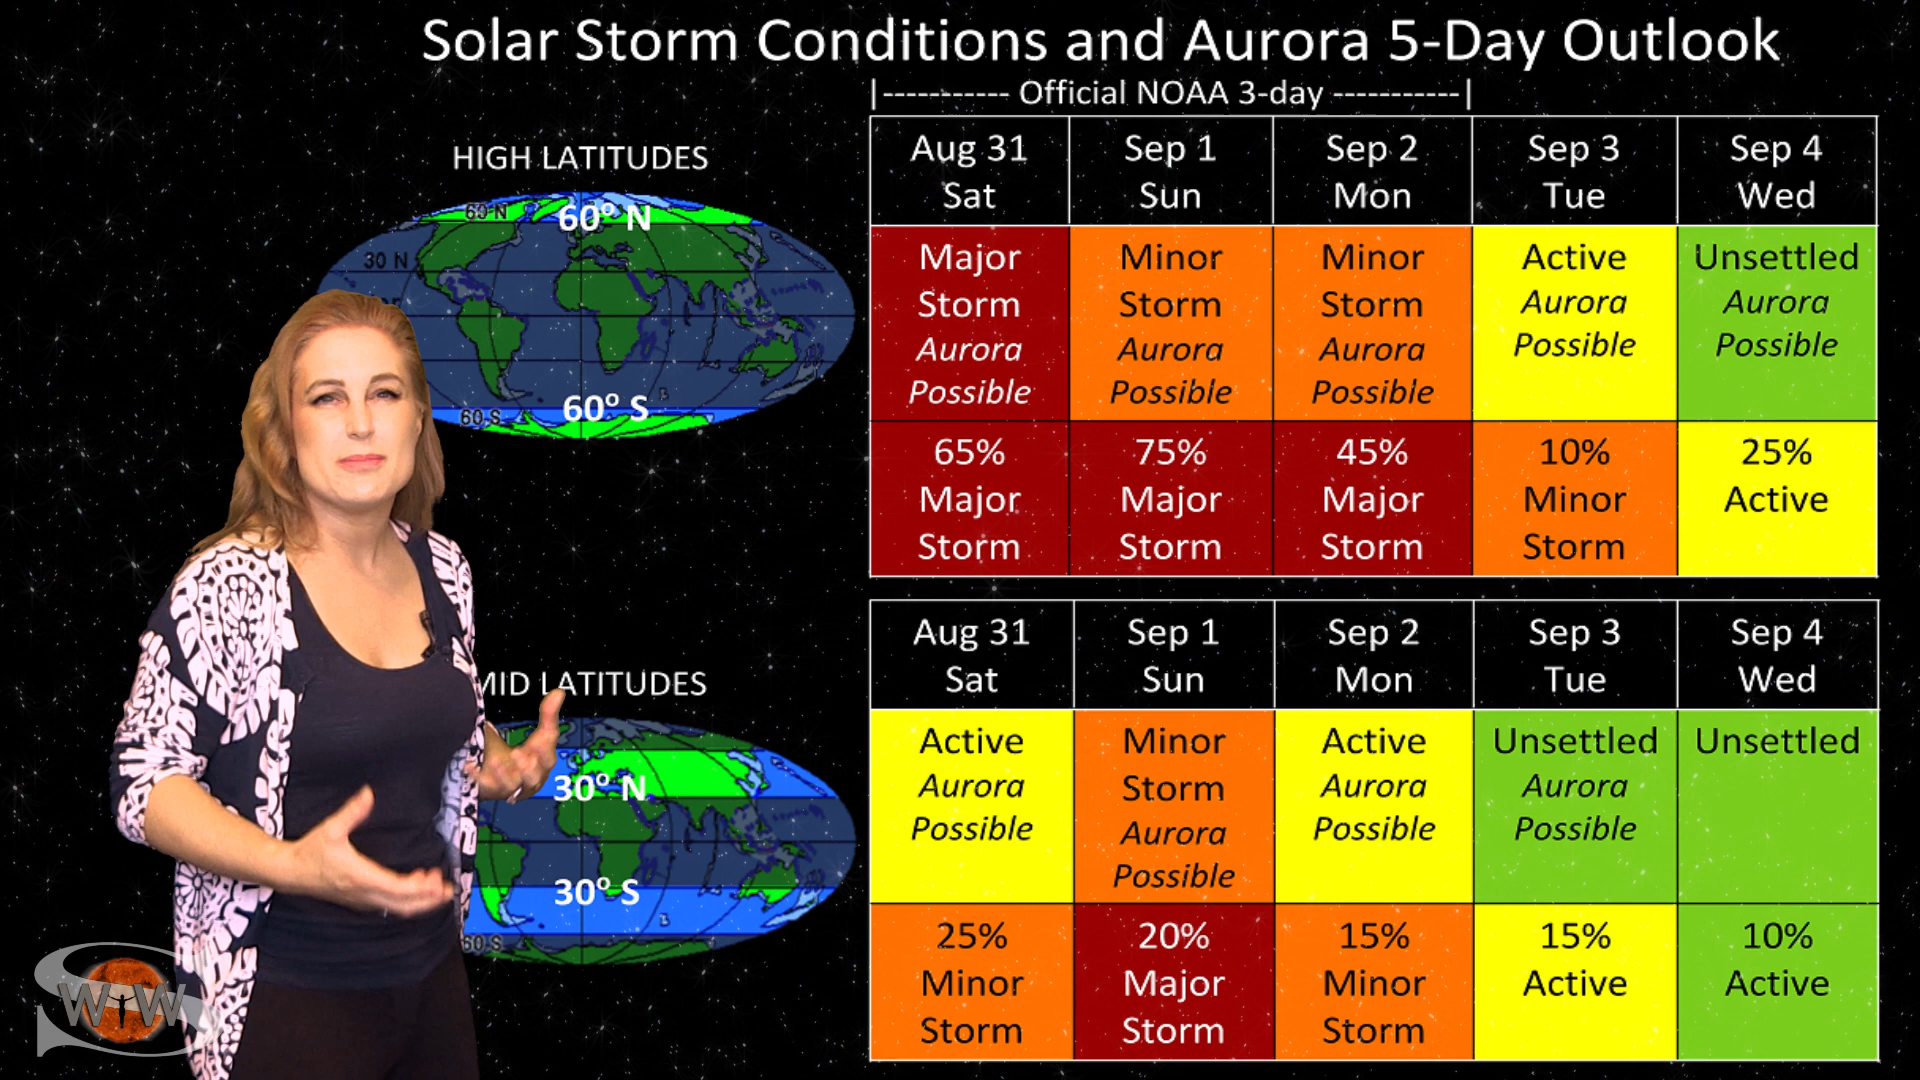 Solar Storm Conditions and Aurora 5-Day Outlook
|----------- Official NOAA 3-day -----------|
HIGH LATITUDES
60 N
60º N
30 N
60 S
60º S
Aug 31 Sep 1 Sep 2 Sep 3 Sep 4
Sat Sun Mon Tue Wed
Major Minor Minor Active Unsettled
Storm Storm Storm Aurora Aurora
Aurora Aurora Aurora Possible Possible
Possible Possible Possible
65% 75% 45% 10% 25%
Major Major Major Minor Active
Storm Storm Storm Storm
MID LATITUDES
30º N
30º S
60 S
Aug 31 Sep 1 Sep 2 Sep 3 Sep 4
Sat Sun Mon Tue Wed
Active Minor Active Unsettled Unsettled
Aurora Storm Aurora Aurora
Possible Aurora Possible Possible
Possible
25% 20% 15% 15% 10%
Minor Major Minor Active Active
Storm Storm Storm
WTW